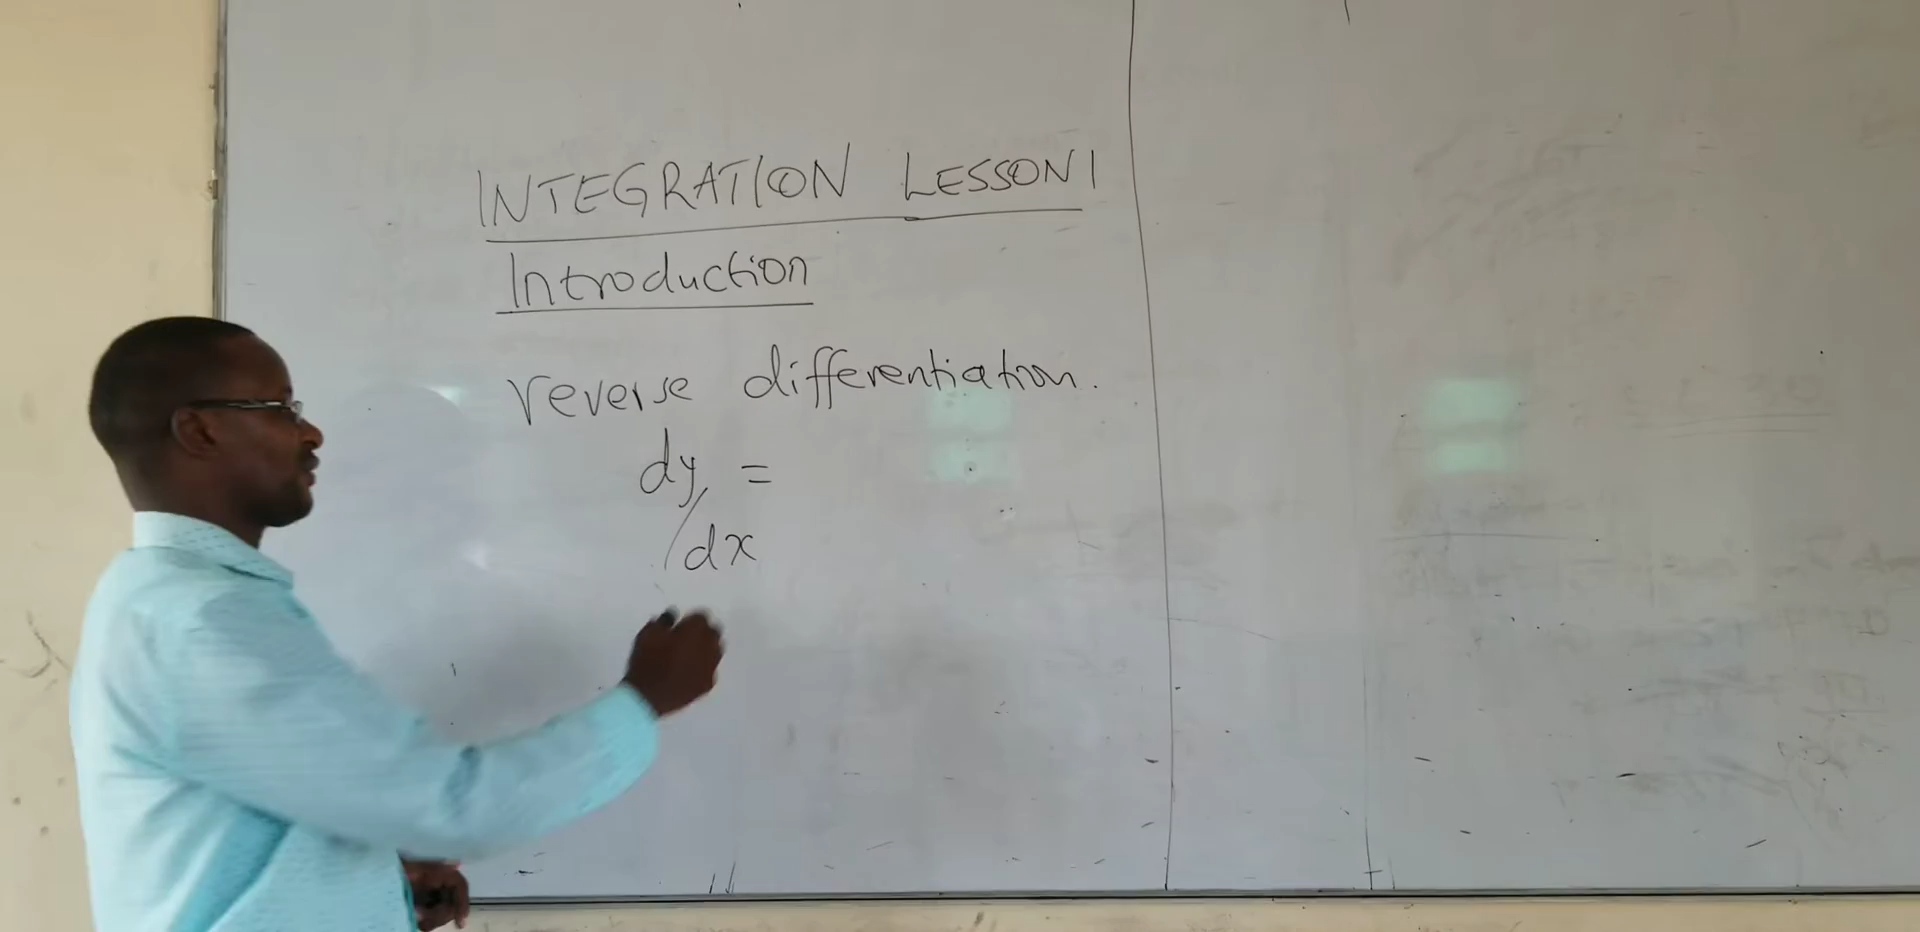 INTEGRATION LESSON 1
Introduction
reverse differentiation.
dy/dx =